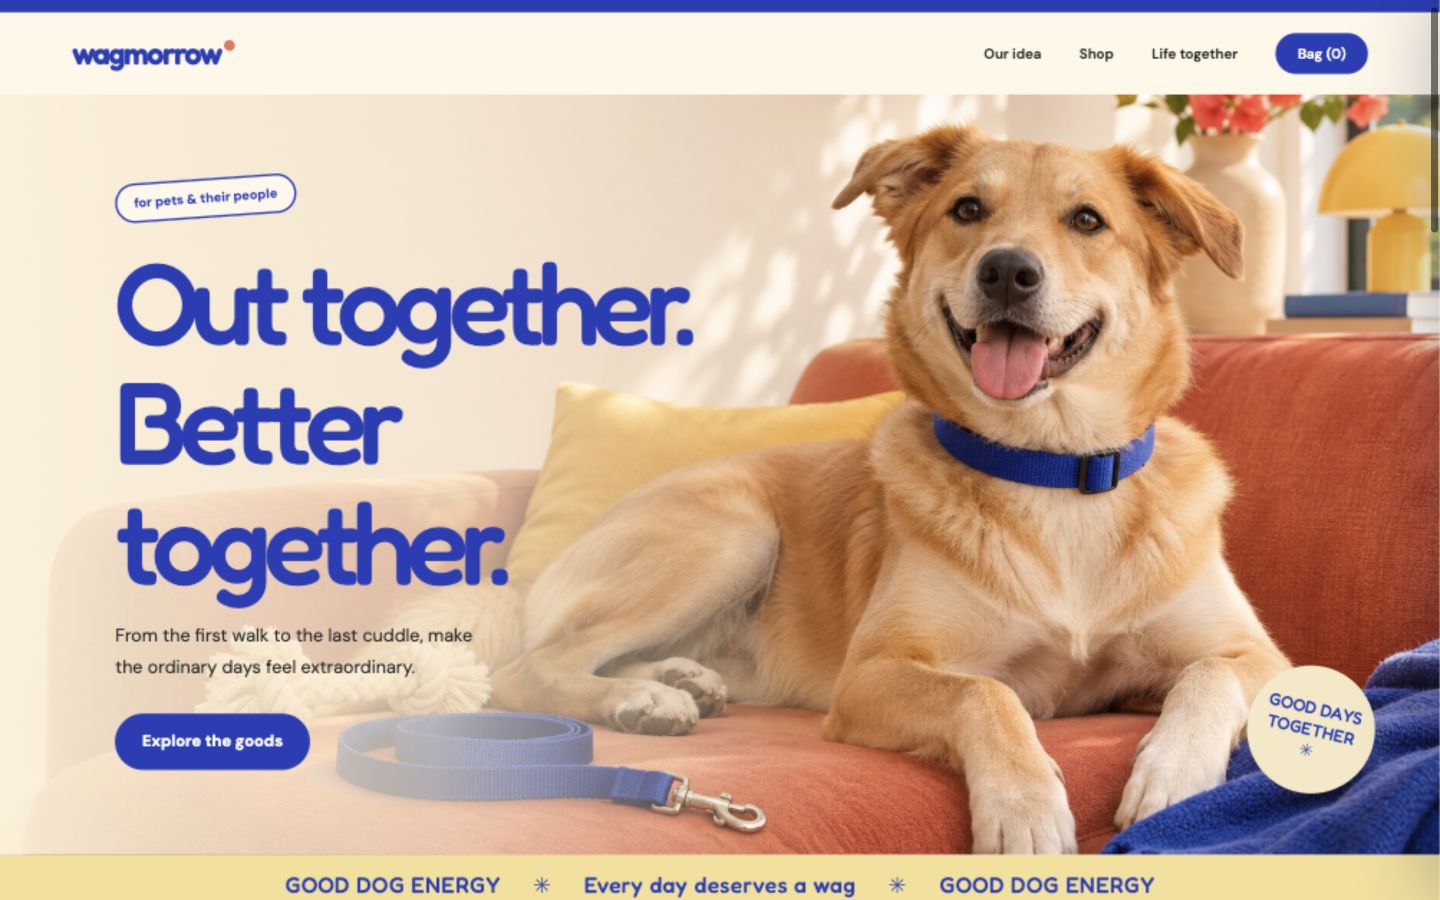 wagmorrow
Our idea
Shop
Life together
Bag (0)
for pets & their people
Out together.
Better
together.
From the first walk to the last cuddle, make
the ordinary days feel extraordinary.
Explore the goods
GOOD DAYS
TOGETHER
✳
GOOD DOG ENERGY ✳ Every day deserves a wag ✳ GOOD DOG ENERGY